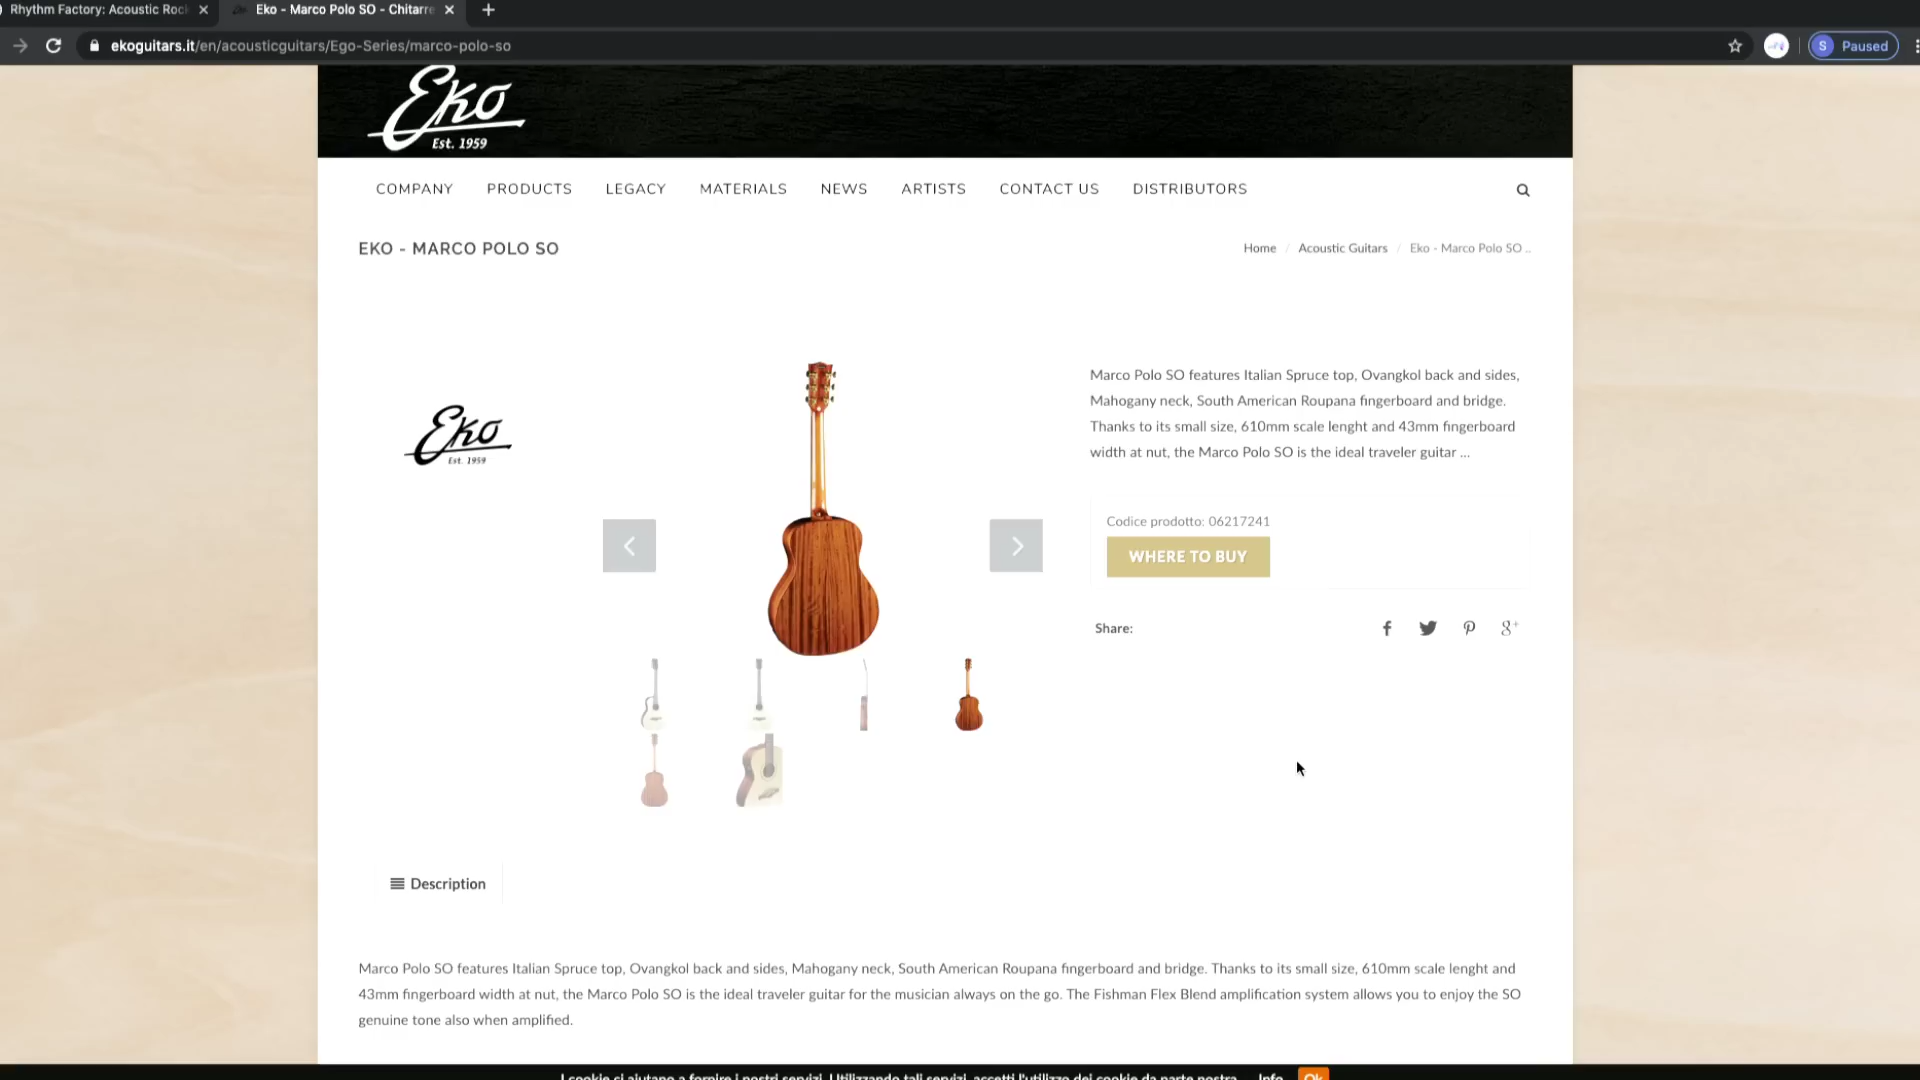 Rhythm Factory: Acoustic Roc
Eko - Marco Polo SO - Chitarre
ekoguitars.it/en/acousticguitars/Ego-Series/marco-polo-so
S Paused
Eko
Est. 1959
COMPANY PRODUCTS LEGACY MATERIALS NEWS ARTISTS CONTACT US DISTRIBUTORS
EKO - MARCO POLO SO
Home / Acoustic Guitars / Eko - Marco Polo SO ..
Marco Polo SO features Italian Spruce top, Ovangkol back and sides,
Mahogany neck, South American Roupana fingerboard and bridge.
Thanks to its small size, 610mm scale lenght and 43mm fingerboard
width at nut, the Marco Polo SO is the ideal traveler guitar ...
Eko
Est. 1959
Codice prodotto: 06217241
WHERE TO BUY
Share:
Description
Marco Polo SO features Italian Spruce top, Ovangkol back and sides, Mahogany neck, South American Roupana fingerboard and bridge. Thanks to its small size, 610mm scale lenght and
43mm fingerboard width at nut, the Marco Polo SO is the ideal traveler guitar for the musician always on the go. The Fishman Flex Blend amplification system allows you to enjoy the SO
genuine tone also when amplified.
I cookie ci aiutano a fornire i nostri servizi. Utilizzando tali servizi, accetti l'utilizzo dei cookie da parte nostra. Info Ok